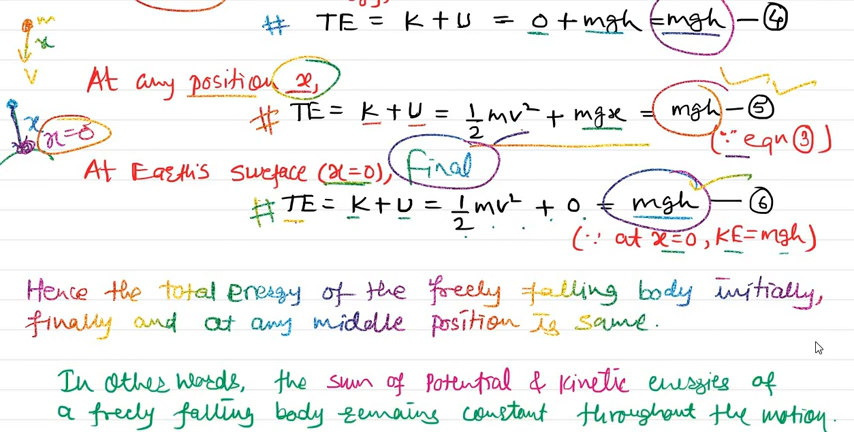 # TE = K + U = 0 + mgh = mgh — ④
m
x
V
At any position x,
# TE = K + U = 1/2 mv² + mgx = mgh — ⑤
(∵ eqn ③)
x
x=0
At Earth's surface (x=0), final
# TE = K + U = 1/2 mv² + 0 = mgh — ⑥
(∵ at x=0, KE=mgh)
Hence the total energy of the freely falling body initially,
finally and at any middle position is same.
In other words, the sum of potential & kinetic energies of
a freely falling body remains constant throughout the motion.